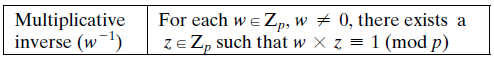 Multiplicative
inverse (w⁻¹)
For each w ϵ Zₚ, w ≠ 0, there exists a
z ϵ Zₚ such that w × z ≡ 1 (mod p)